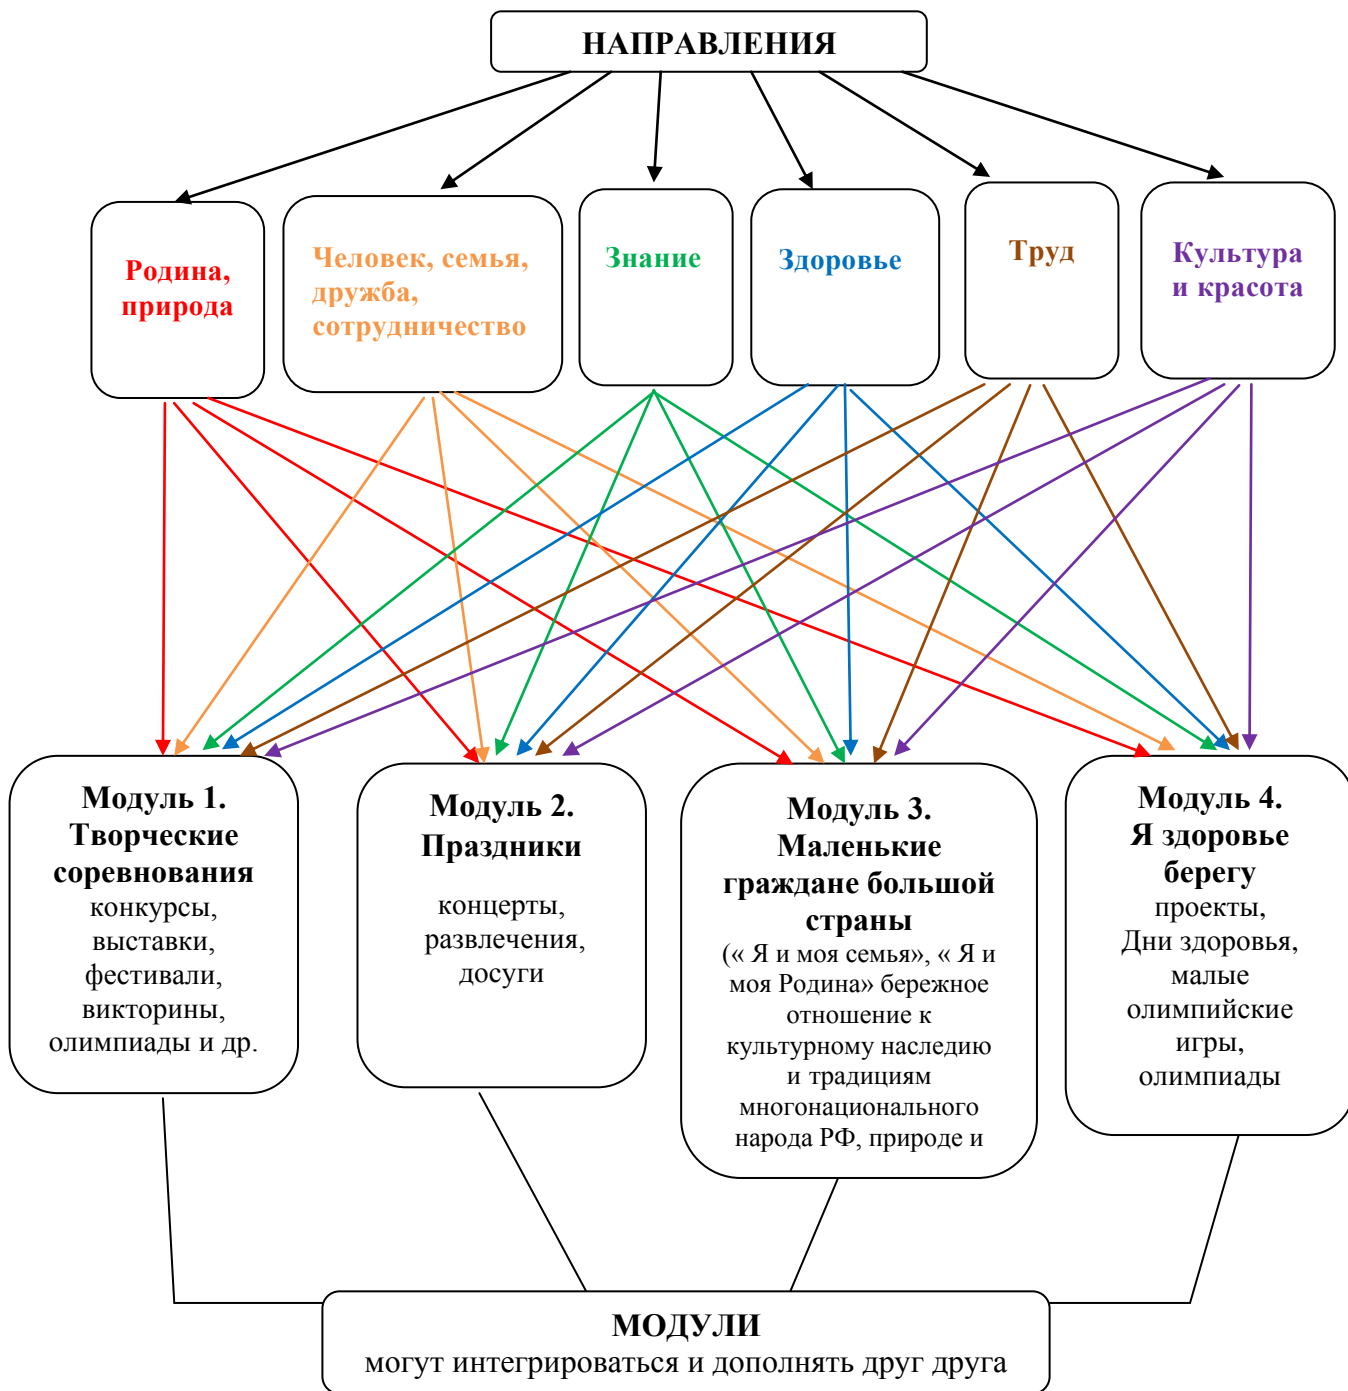 НАПРАВЛЕНИЯ
Родина,
природа
Человек, семья,
дружба,
сотрудничество
Знание
Здоровье
Труд
Культура
и красота
Модуль 1.
Творческие
соревнования
конкурсы,
выставки,
фестивали,
викторины,
олимпиады и др.
Модуль 2.
Праздники
концерты,
развлечения,
досуги
Модуль 3.
Маленькие
граждане большой
страны
(« Я и моя семья», « Я и
моя Родина» бережное
отношение к
культурному наследию
и традициям
многонационального
народа РФ, природе и
Модуль 4.
Я здоровье
берегу
проекты,
Дни здоровья,
малые
олимпийские
игры,
олимпиады
МОДУЛИ
могут интегрироваться и дополнять друг друга